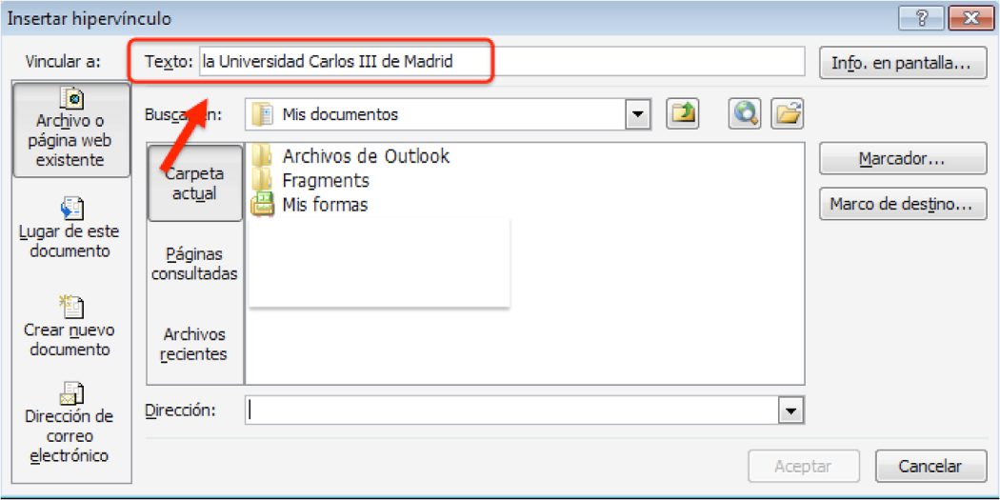 Insertar hipervínculo
Vincular a:
Texto: la Universidad Carlos III de Madrid
Info. en pantalla...
Archivo o
página web
existente
Buscar en:
Mis documentos
Carpeta
actual
Archivos de Outlook
Fragments
Mis formas
Marcador...
Marco de destino...
Lugar de este
documento
Páginas
consultadas
Crear nuevo
documento
Archivos
recientes
Dirección de
correo
electrónico
Dirección:
Aceptar
Cancelar